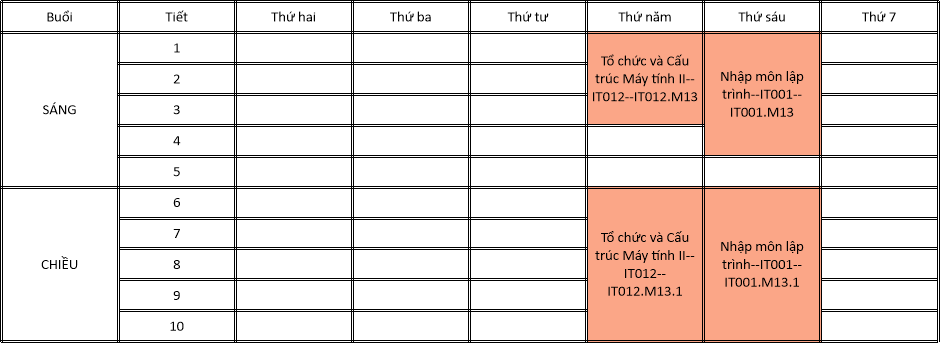 Buổi Tiết Thứ hai Thứ ba Thứ tư Thứ năm Thứ sáu Thứ 7
SÁNG
1
2
3
4
5
Tổ chức và Cấu
trúc Máy tính II--
IT012--IT012.M13
Nhập môn lập
trình--IT001--
IT001.M13
CHIỀU
6
7
8
9
10
Tổ chức và Cấu
trúc Máy tính II--
IT012--
IT012.M13.1
Nhập môn lập
trình--IT001--
IT001.M13.1